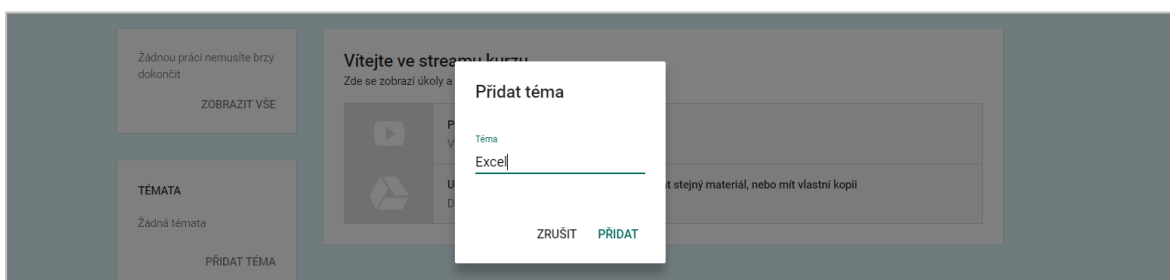 Žádnou práci nemusíte brzy
dokončit
ZOBRAZIT VŠE
TÉMATA
Žádná témata
PŘIDAT TÉMA
Vítejte ve streamu kurzu
Zde se zobrazí úkoly a
stejný materiál, nebo mít vlastní kopii
Přidat téma
Téma
Excel
ZRUŠIT PŘIDAT